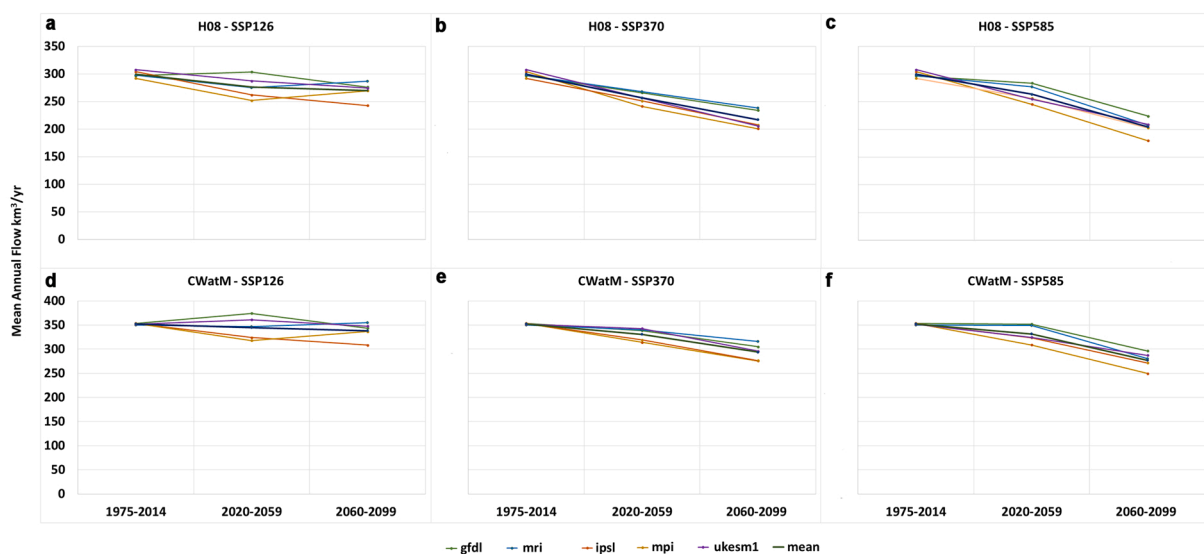 a
H08 - SSP126
b
H08 - SSP370
c
H08 - SSP585
350
300
250
200
150
100
50
0
Mean Annual Flow km³/yr
d
CWatM - SSP126
e
CWatM - SSP370
f
CWatM - SSP585
400
350
300
250
200
150
100
50
0
1975-2014 2020-2059 2060-2099
1975-2014 2020-2059 2060-2099
1975-2014 2020-2059 2060-2099
gfdl mri ipsl mpi ukesm1 mean